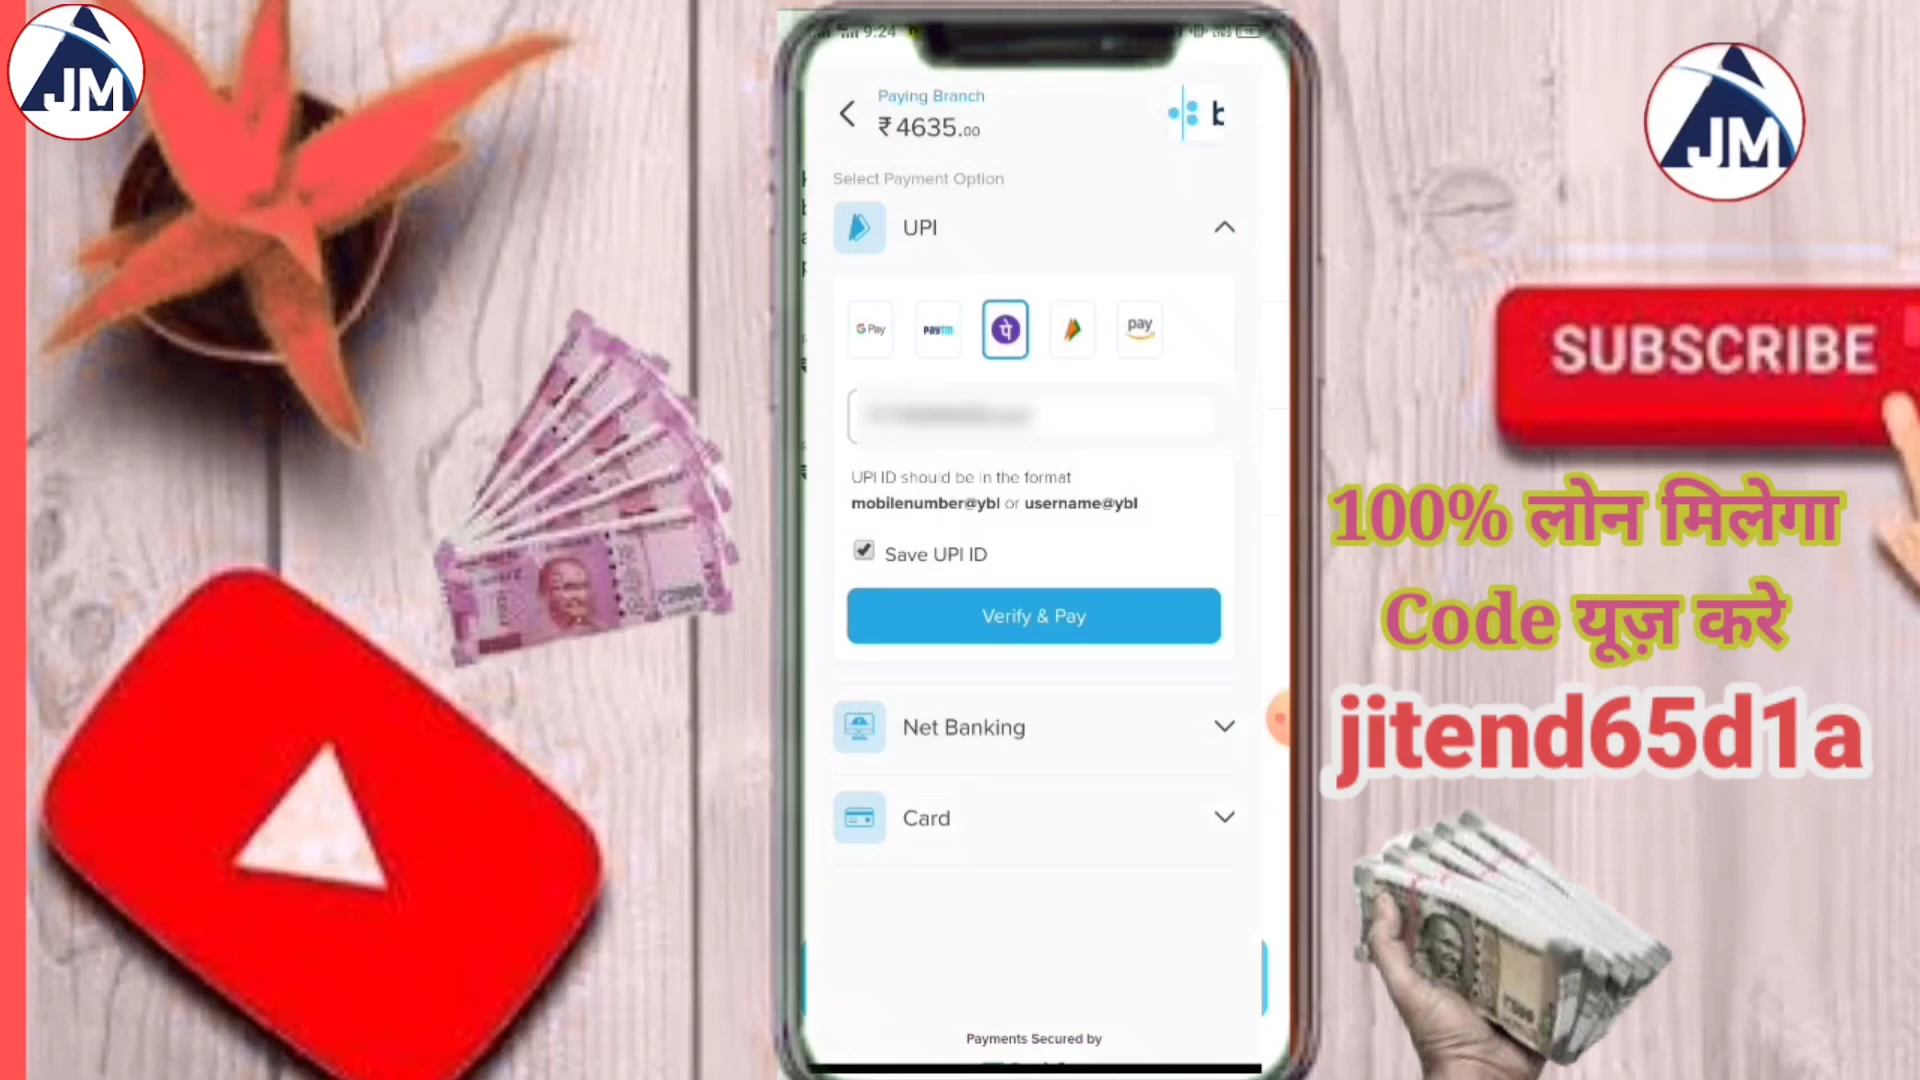 JM
JM
9:24
Paying Branch
₹4635.00
b
Select Payment Option
UPI
G Pay
paytm
पे
pay
UPI ID should be in the format
mobilenumber@ybl or username@ybl
Save UPI ID
Verify & Pay
Net Banking
Card
Payments Secured by
SUBSCRIBE
100% लोन मिलेगा
Code यूज़ करे
jitend65d1a